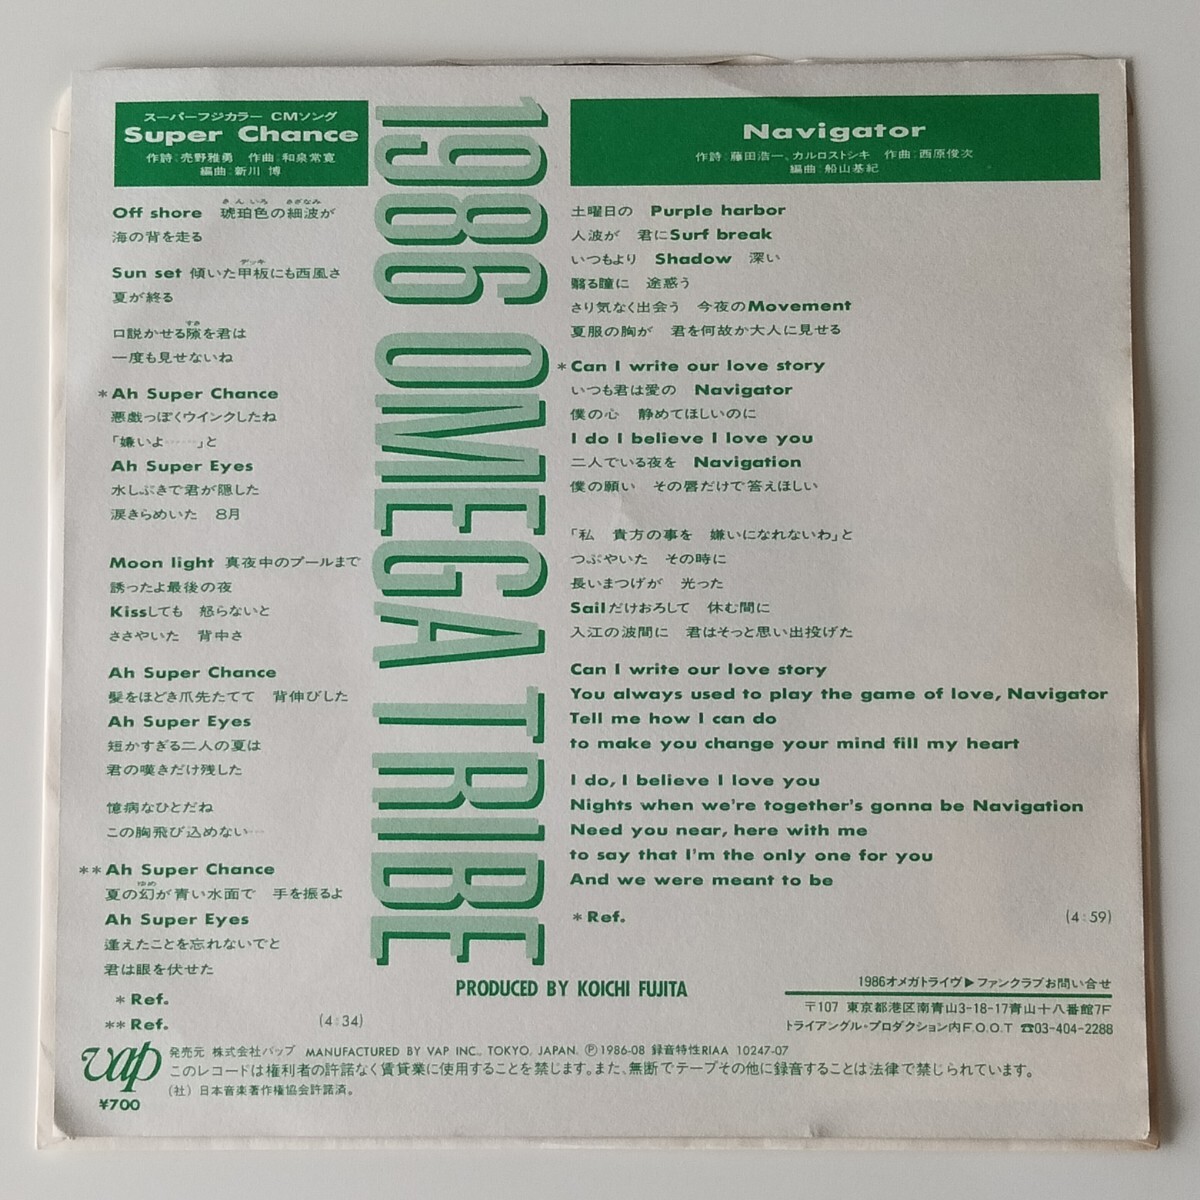 スーパーフジカラー CMソング
Super Chance
作詩:売野雅勇 作曲:和泉常寛
編曲:新川 博
Off shore 琥珀色の細波が
海の背を走る
Sun set 傾いた甲板にも西風さ
夏が終る
口説かせる隙を君は
一度も見せないね
*Ah Super Chance
悪戯っぽくウインクしたね
「嫌いよ……」と
Ah Super Eyes
水しぶきで君が隠した
涙きらめいた 8月
Moon light 真夜中のプールまで
誘ったよ最後の夜
Kissしても 怒らないと
ささやいた 背中さ
Ah Super Chance
髪をほどき爪先たてて 背伸びした
Ah Super Eyes
短かすぎる二人の夏は
君の嘆きだけ残した
憶病なひとだね
この胸飛び込めない…
**Ah Super Chance
夏の幻が青い水面で 手を振るよ
Ah Super Eyes
逢えたことを忘れないでと
君は眼を伏せた
*Ref.
**Ref. (4:34)
1986 OMEGA TRIBE
PRODUCED BY KOICHI FUJITA
Navigator
作詩:藤田浩一、カルロストシキ 作曲:西原俊次
編曲:船山基紀
土曜日の Purple harbor
人波が 君にSurf break
いつもより Shadow 深い
翳る瞳に 途惑う
さり気なく出会う 今夜のMovement
夏服の胸が 君を何故か大人に見せる
*Can I write our love story
いつも君は愛の Navigator
僕の心 静めてほしいのに
I do I believe I love you
二人でいる夜を Navigation
僕の願い その唇だけで答えほしい
「私 貴方の事を 嫌いになれないわ」と
つぶやいた その時に
長いまつげが 光った
Sailだけおろして 休む間に
入江の波間に 君はそっと思い出投げた
Can I write our love story
You always used to play the game of love, Navigator
Tell me how I can do
to make you change your mind fill my heart
I do, I believe I love you
Nights when we're together's gonna be Navigation
Need you near, here with me
to say that I'm the only one for you
And we were meant to be
*Ref. (4:59)
1986オメガトライヴ▶ファンクラブお問い合せ
〒107 東京都港区南青山3-18-17青山十八番館7F
トライアングル・プロダクション内F.O.O.T ☎03-404-2288
vap
¥700
発売元 株式会社バップ MANUFACTURED BY VAP INC., TOKYO, JAPAN. Ⓟ1986-08 録音特性RIAA 10247-07
このレコードは権利者の許諾なく賃貸業に使用することを禁じます。また、無断でテープその他に録音することは法律で禁じられています。
(社) 日本音楽著作権協会許諾済。